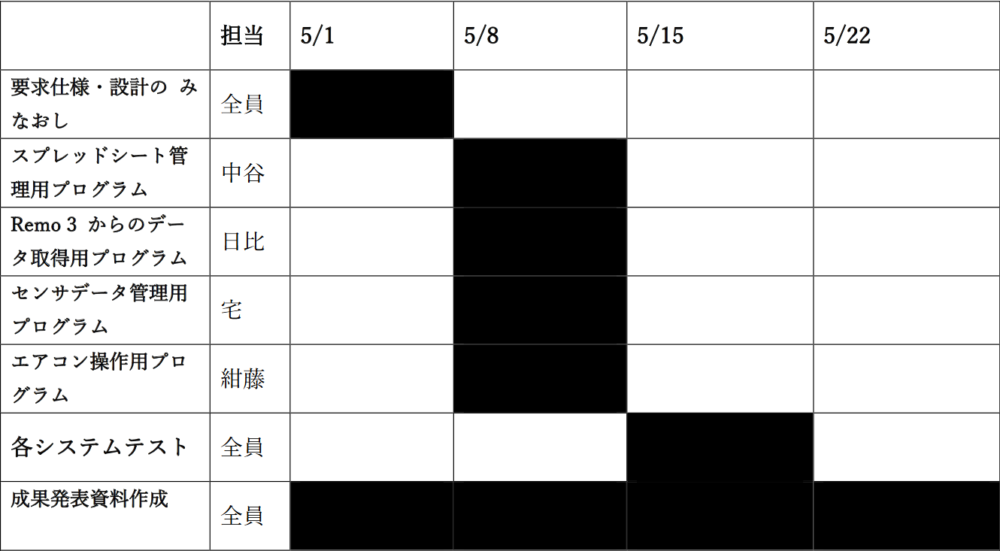 担当 5/1 5/8 5/15 5/22
要求仕様・設計の み
なおし
全員
スプレッドシート管
理用プログラム
中谷
Remo 3 からのデー
タ取得用プログラム
日比
センサデータ管理用
プログラム
宅
エアコン操作用プロ
グラム
紺藤
各システムテスト
全員
成果発表資料作成
全員